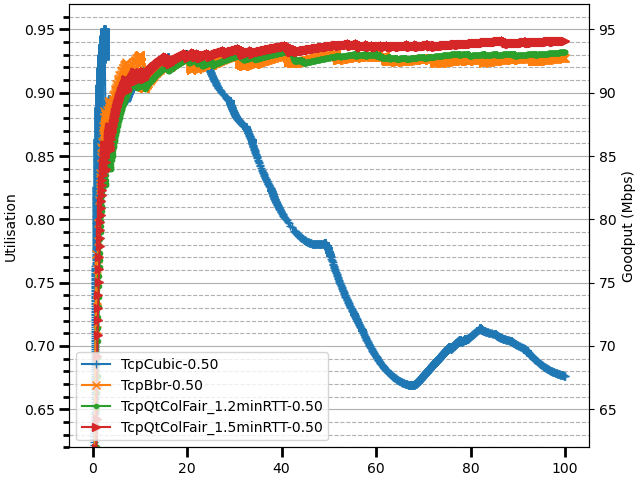 0.95
0.90
0.85
0.80
0.75
0.70
0.65
Utilisation
95
90
85
80
75
70
65
Goodput (Mbps)
TcpCubic-0.50
TcpBbr-0.50
TcpQtColFair_1.2minRTT-0.50
TcpQtColFair_1.5minRTT-0.50
0 20 40 60 80 100